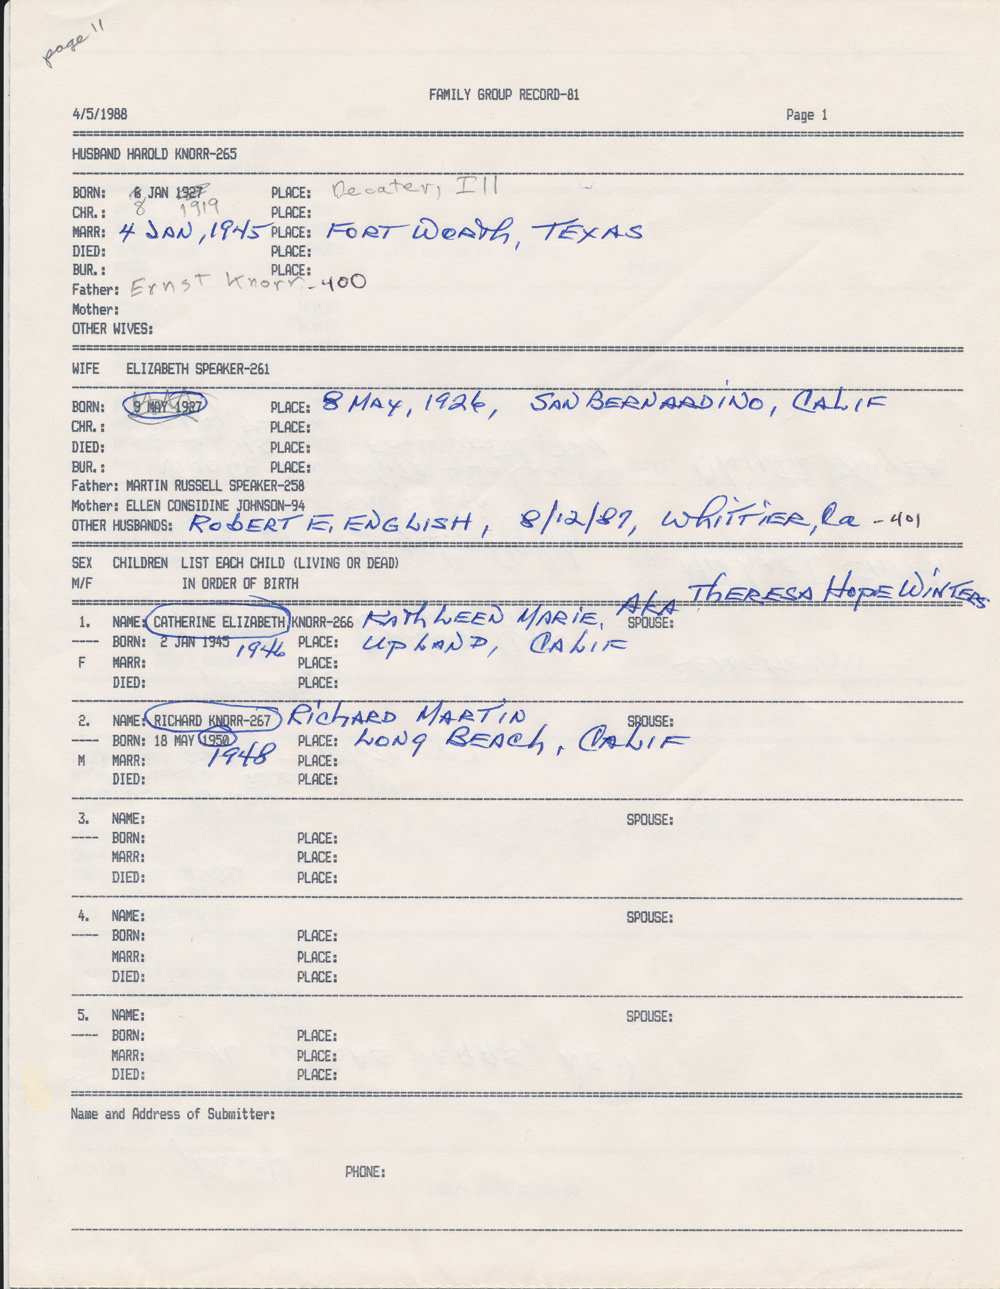 page 11
FAMILY GROUP RECORD-81
4/5/1988 Page 1
HUSBAND HAROLD KNORR-265
BORN: 8 JAN 1927 PLACE: Decater, Ill
CHR.: 8 1919 PLACE:
MARR: 4 JAN, 1945 PLACE: FORT WORTH, TEXAS
DIED: PLACE:
BUR.: PLACE:
Father: Ernst Knorr-400
Mother:
OTHER WIVES:
WIFE ELIZABETH SPEAKER-261
BORN: 9 MAY 1927 PLACE: 8 MAY, 1926, SAN BERNARDINO, CALIF
CHR.: PLACE:
DIED: PLACE:
BUR.: PLACE:
Father: MARTIN RUSSELL SPEAKER-258
Mother: ELLEN CONSIDINE JOHNSON-94
OTHER HUSBANDS: ROBERT E. ENGLISH, 8/12/87, WHITTIER, Ca -401
SEX CHILDREN LIST EACH CHILD (LIVING OR DEAD)
M/F IN ORDER OF BIRTH
AKA THERESA HOPE WINTERS
1. NAME: CATHERINE ELIZABETH KNORR-266 KATHLEEN MARIE, SPOUSE:
---- BORN: 2 JAN 1945 1946 PLACE: UPLAND, CALIF
F MARR: PLACE:
DIED: PLACE:
2. NAME: RICHARD KNORR-267 RICHARD MARTIN SPOUSE:
---- BORN: 18 MAY 1950 PLACE: LONG BEACH, CALIF
M MARR: 1948 PLACE:
DIED: PLACE:
3. NAME: SPOUSE:
---- BORN: PLACE:
MARR: PLACE:
DIED: PLACE:
4. NAME: SPOUSE:
---- BORN: PLACE:
MARR: PLACE:
DIED: PLACE:
5. NAME: SPOUSE:
---- BORN: PLACE:
MARR: PLACE:
DIED: PLACE:
Name and Address of Submitter:
PHONE: